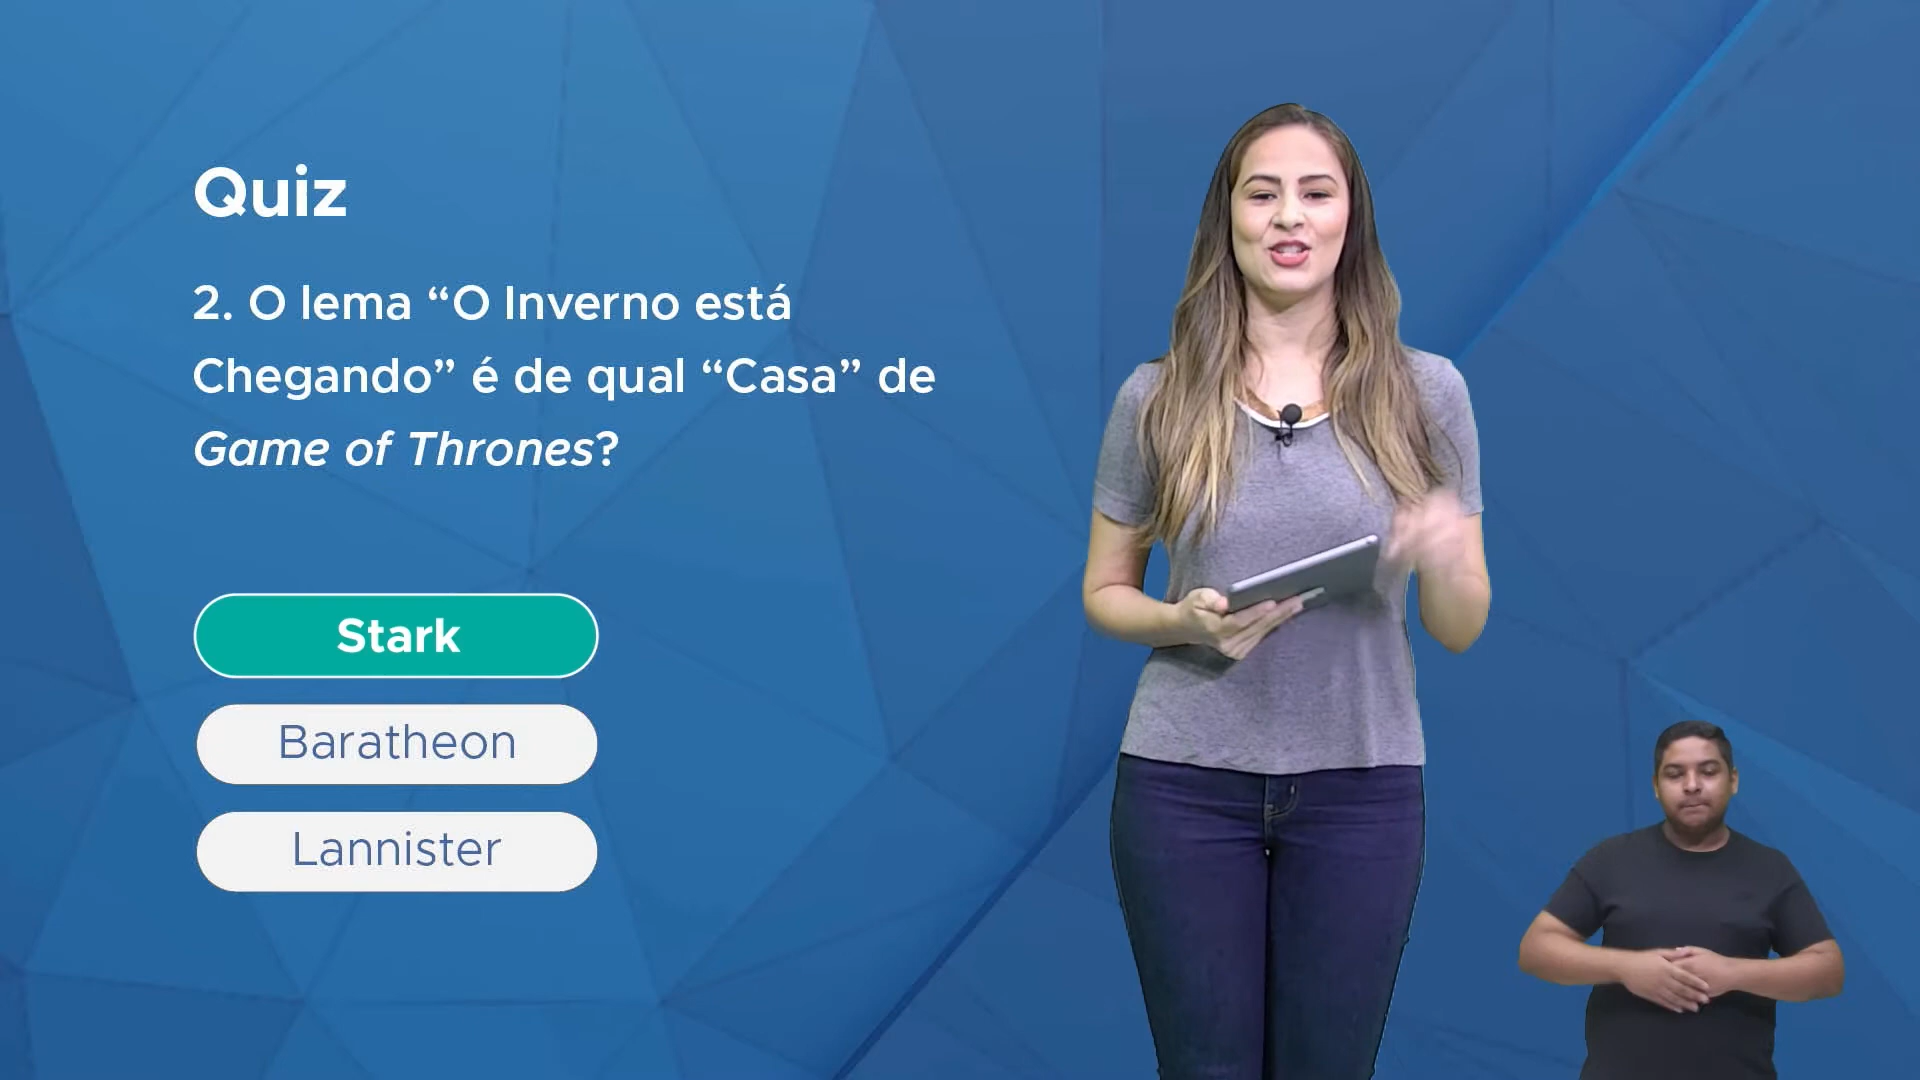 Quiz
2. O lema “O Inverno está
Chegando” é de qual “Casa” de
Game of Thrones?
Stark
Baratheon
Lannister